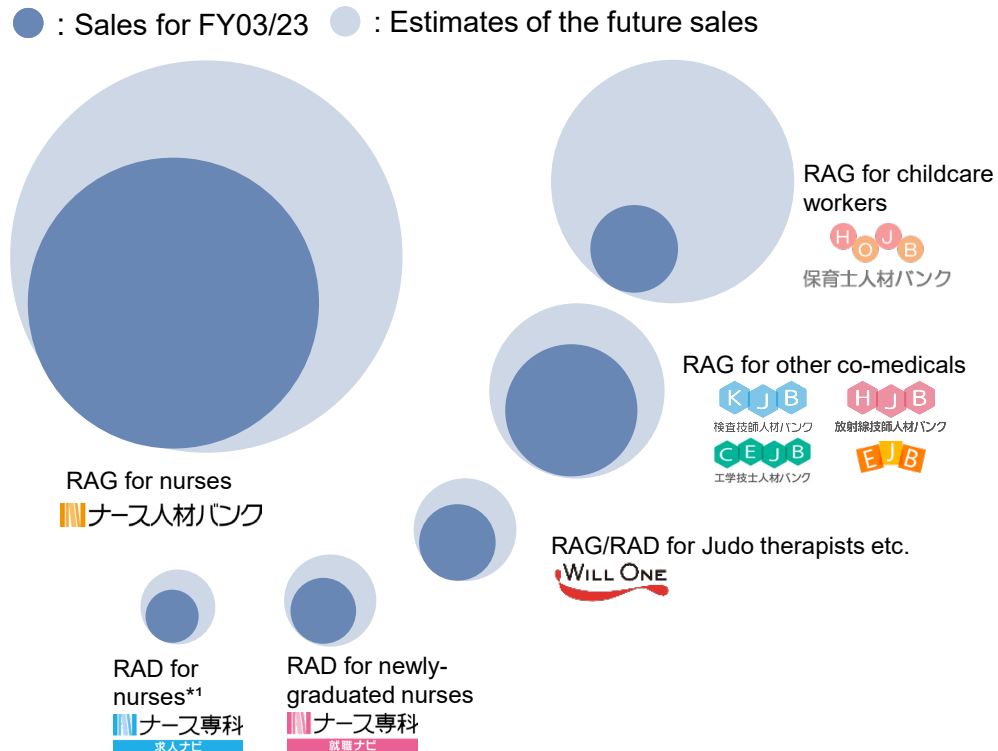 : Sales for FY03/23
: Estimates of the future sales
RAG for childcare
workers
HOJB
保育士人材バンク
RAG for other co-medicals
KJB
検査技師人材バンク
HJB
放射線技師人材バンク
CEJB
工学技士人材バンク
EJB
RAG for nurses
ナース人材バンク
RAG/RAD for Judo therapists etc.
WILL ONE
RAD for
nurses*¹
ナース専科
求人ナビ
RAD for newly-
graduated nurses
ナース専科
就職ナビ